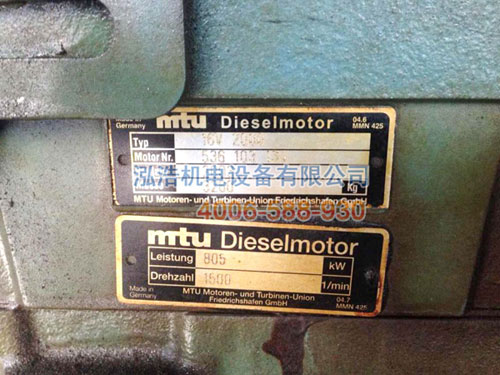 Made in
Germany
mtu Dieselmotor
04.6
MMN 425
Typ 16V
Motor Nr. 536 103
泓浩机电设备有限公司
Kg
MTU Motoren- und Turbinen-Union Friedrichshafen GmbH
4006-588-930
mtu Dieselmotor
Leistung 805 kW
Drehzahl 1500 1/min
Made in
Germany
MTU Motoren- und Turbinen-Union
Friedrichshafen GmbH
04.7
MMN 425